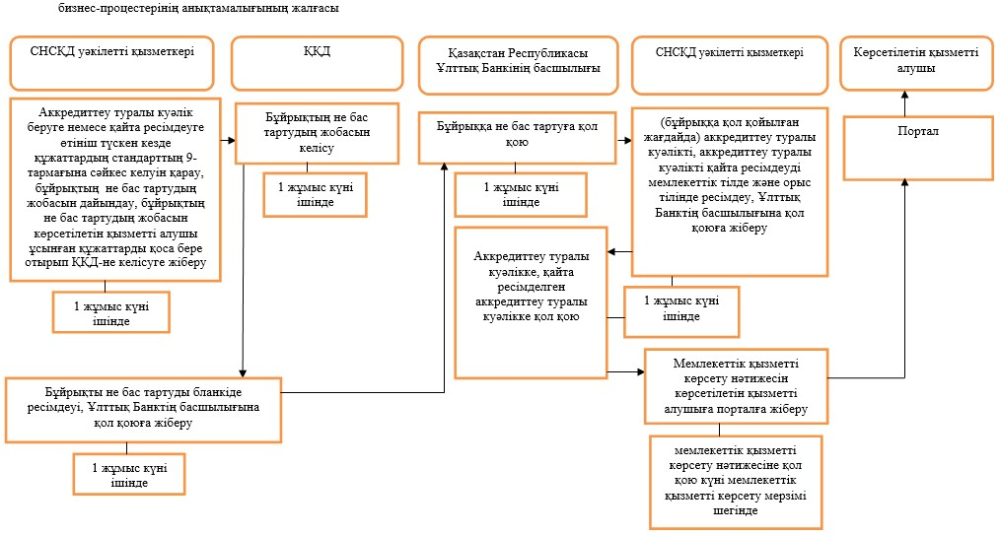 бизнес-процестерінің анықтамалығының жалғасы
СНСҚД уәкілетті қызметкері
ҚҚД
Қазақстан Республикасы
Ұлттық Банкінің басшылығы
СНСҚД уәкілетті қызметкері
Көрсетілетін қызметті
алушы
Аккредиттеу туралы куәлік
беруге немесе қайта ресімдеуге
өтініш түскен кезде
құжаттардың стандарттың 9-
тармағына сәйкес келуін қарау,
бұйрықтың не бас тартудың
жобасын дайындау, бұйрықтың
не бас тартудың жобасын
көрсетілетін қызметті алушы
ұсынған құжаттарды қоса бере
отырып ҚҚД-не келісуге жіберу
1 жұмыс күні
ішінде
Бұйрықтың не бас
тартудың жобасын
келісу
1 жұмыс күні
ішінде
Бұйрыққа не бас тартуға қол
қою
1 жұмыс күні
ішінде
(бұйрыққа қол қойылған
жағдайда) аккредиттеу туралы
куәлікті, аккредиттеу туралы
куәлікті қайта ресімдеуді
мемлекеттік тілде және орыс
тілінде ресімдеу, Ұлттық
Банктің басшылығына қол
қоюға жіберу
1 жұмыс күні
ішінде
Портал
Аккредиттеу туралы
куәлікке, қайта
ресімделген
аккредиттеу туралы
куәлікке қол қою
Бұйрықты не бас тартуды бланкіде
ресімдеуі, Ұлттық Банктің басшылығына
қол қоюға жіберу
1 жұмыс күні
ішінде
Мемлекеттік қызметті
көрсету нәтижесін
көрсетілетін қызметті
алушыға порталға жіберу
мемлекеттік қызметті
көрсету нәтижесіне қол
қою күні мемлекеттік
қызметті көрсету мерзімі
шегінде